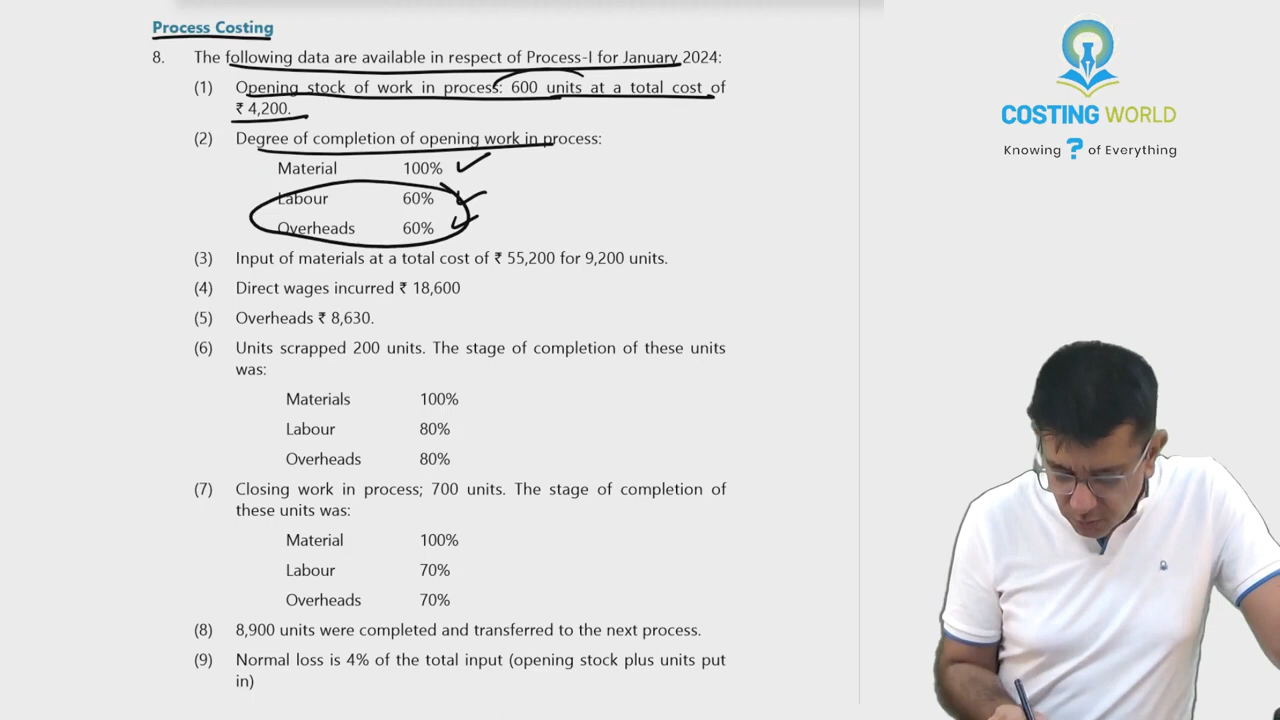 Process Costing
8. The following data are available in respect of Process-I for January 2024:
(1) Opening stock of work in process: 600 units at a total cost of
₹ 4,200.
(2) Degree of completion of opening work in process:
Material 100%
Labour 60%
Overheads 60%
(3) Input of materials at a total cost of ₹ 55,200 for 9,200 units.
(4) Direct wages incurred ₹ 18,600
(5) Overheads ₹ 8,630.
(6) Units scrapped 200 units. The stage of completion of these units
was:
Materials 100%
Labour 80%
Overheads 80%
(7) Closing work in process; 700 units. The stage of completion of
these units was:
Material 100%
Labour 70%
Overheads 70%
(8) 8,900 units were completed and transferred to the next process.
(9) Normal loss is 4% of the total input (opening stock plus units put
in)
COSTING WORLD
Knowing ? of Everything